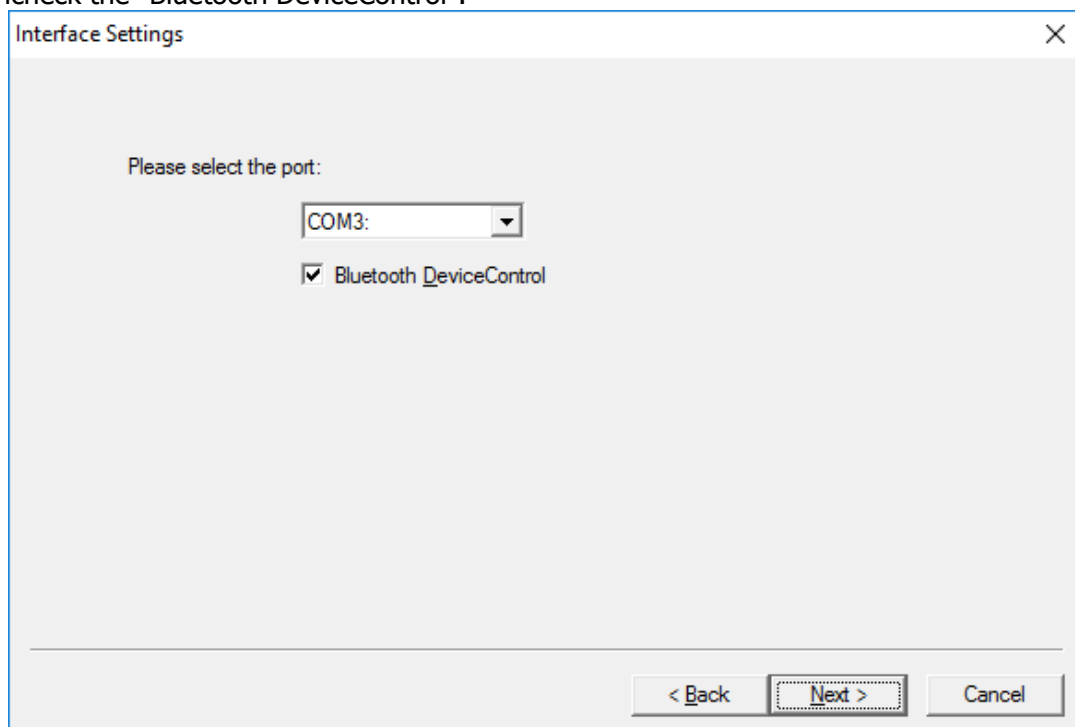 check the "Bluetooth DeviceControl".
Interface Settings
Please select the port:
COM3:
Bluetooth DeviceControl
< Back Next > Cancel